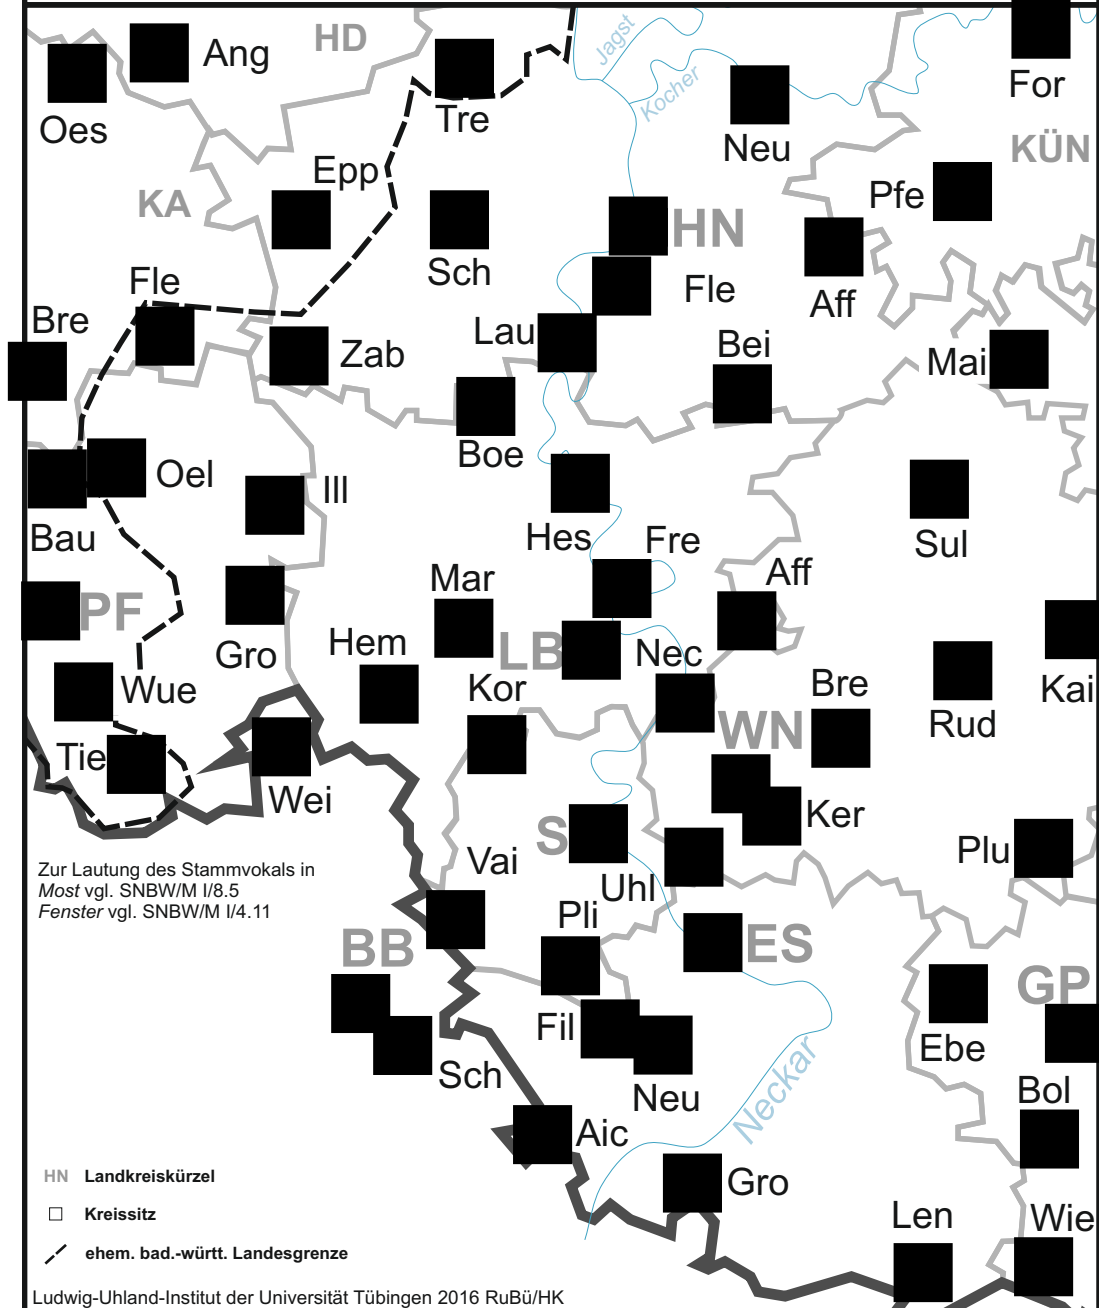 HD
Ang
Oes
Tre
Jagst
Kocher
For
Neu
KÜN
Epp
KA
Pfe
HN
Sch
Fle
Fle
Aff
Bre
Lau
Zab
Bei
Mai
Boe
Oel
Ill
Bau
Hes
Fre
Sul
Mar
Aff
PF
Gro
Hem
LB
Nec
Wue
Kor
Bre
Kai
Rud
WN
Tie
Wei
Ker
S
Plu
Vai
Uhl
Zur Lautung des Stammvokals in
Most vgl. SNBW/M I/8.5
Fenster vgl. SNBW/M I/4.11
Pli
BB
ES
GP
Fil
Ebe
Sch
Neu
Neckar
Bol
Aic
Gro
HN Landkreiskürzel
Kreissitz
Len
Wie
ehem. bad.-württ. Landesgrenze
Ludwig-Uhland-Institut der Universität Tübingen 2016 RuBü/HK